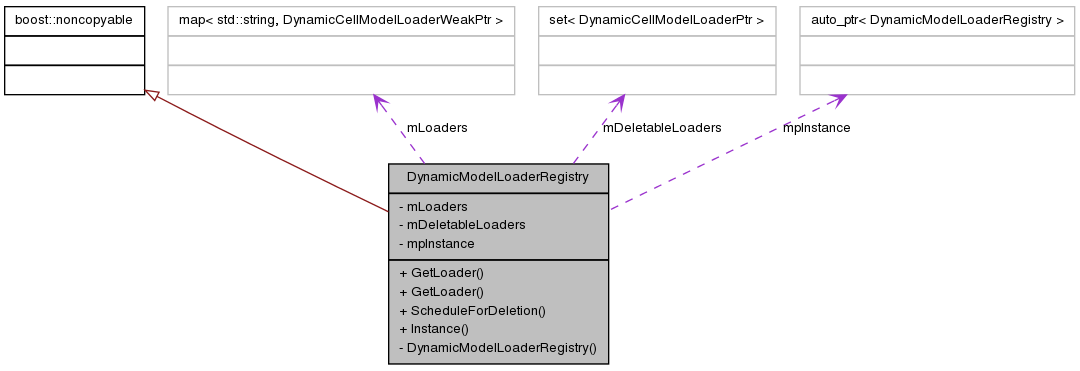 boost::noncopyable
map< std::string, DynamicCellModelLoaderWeakPtr >
set< DynamicCellModelLoaderPtr >
auto_ptr< DynamicModelLoaderRegistry >
mLoaders
mDeletableLoaders
mpInstance
DynamicModelLoaderRegistry
- mLoaders
- mDeletableLoaders
- mpInstance
+ GetLoader()
+ GetLoader()
+ ScheduleForDeletion()
+ Instance()
- DynamicModelLoaderRegistry()